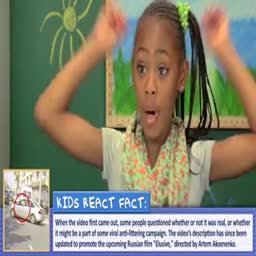 KIDS REACT FACT:
When the video first came out, some people questioned whether or not it was real, or whether
it might be a part of some viral anti-littering campaign. The video's description has since been
updated to promote the upcoming Russian film "Elusive," directed by Artem Aksenenko.